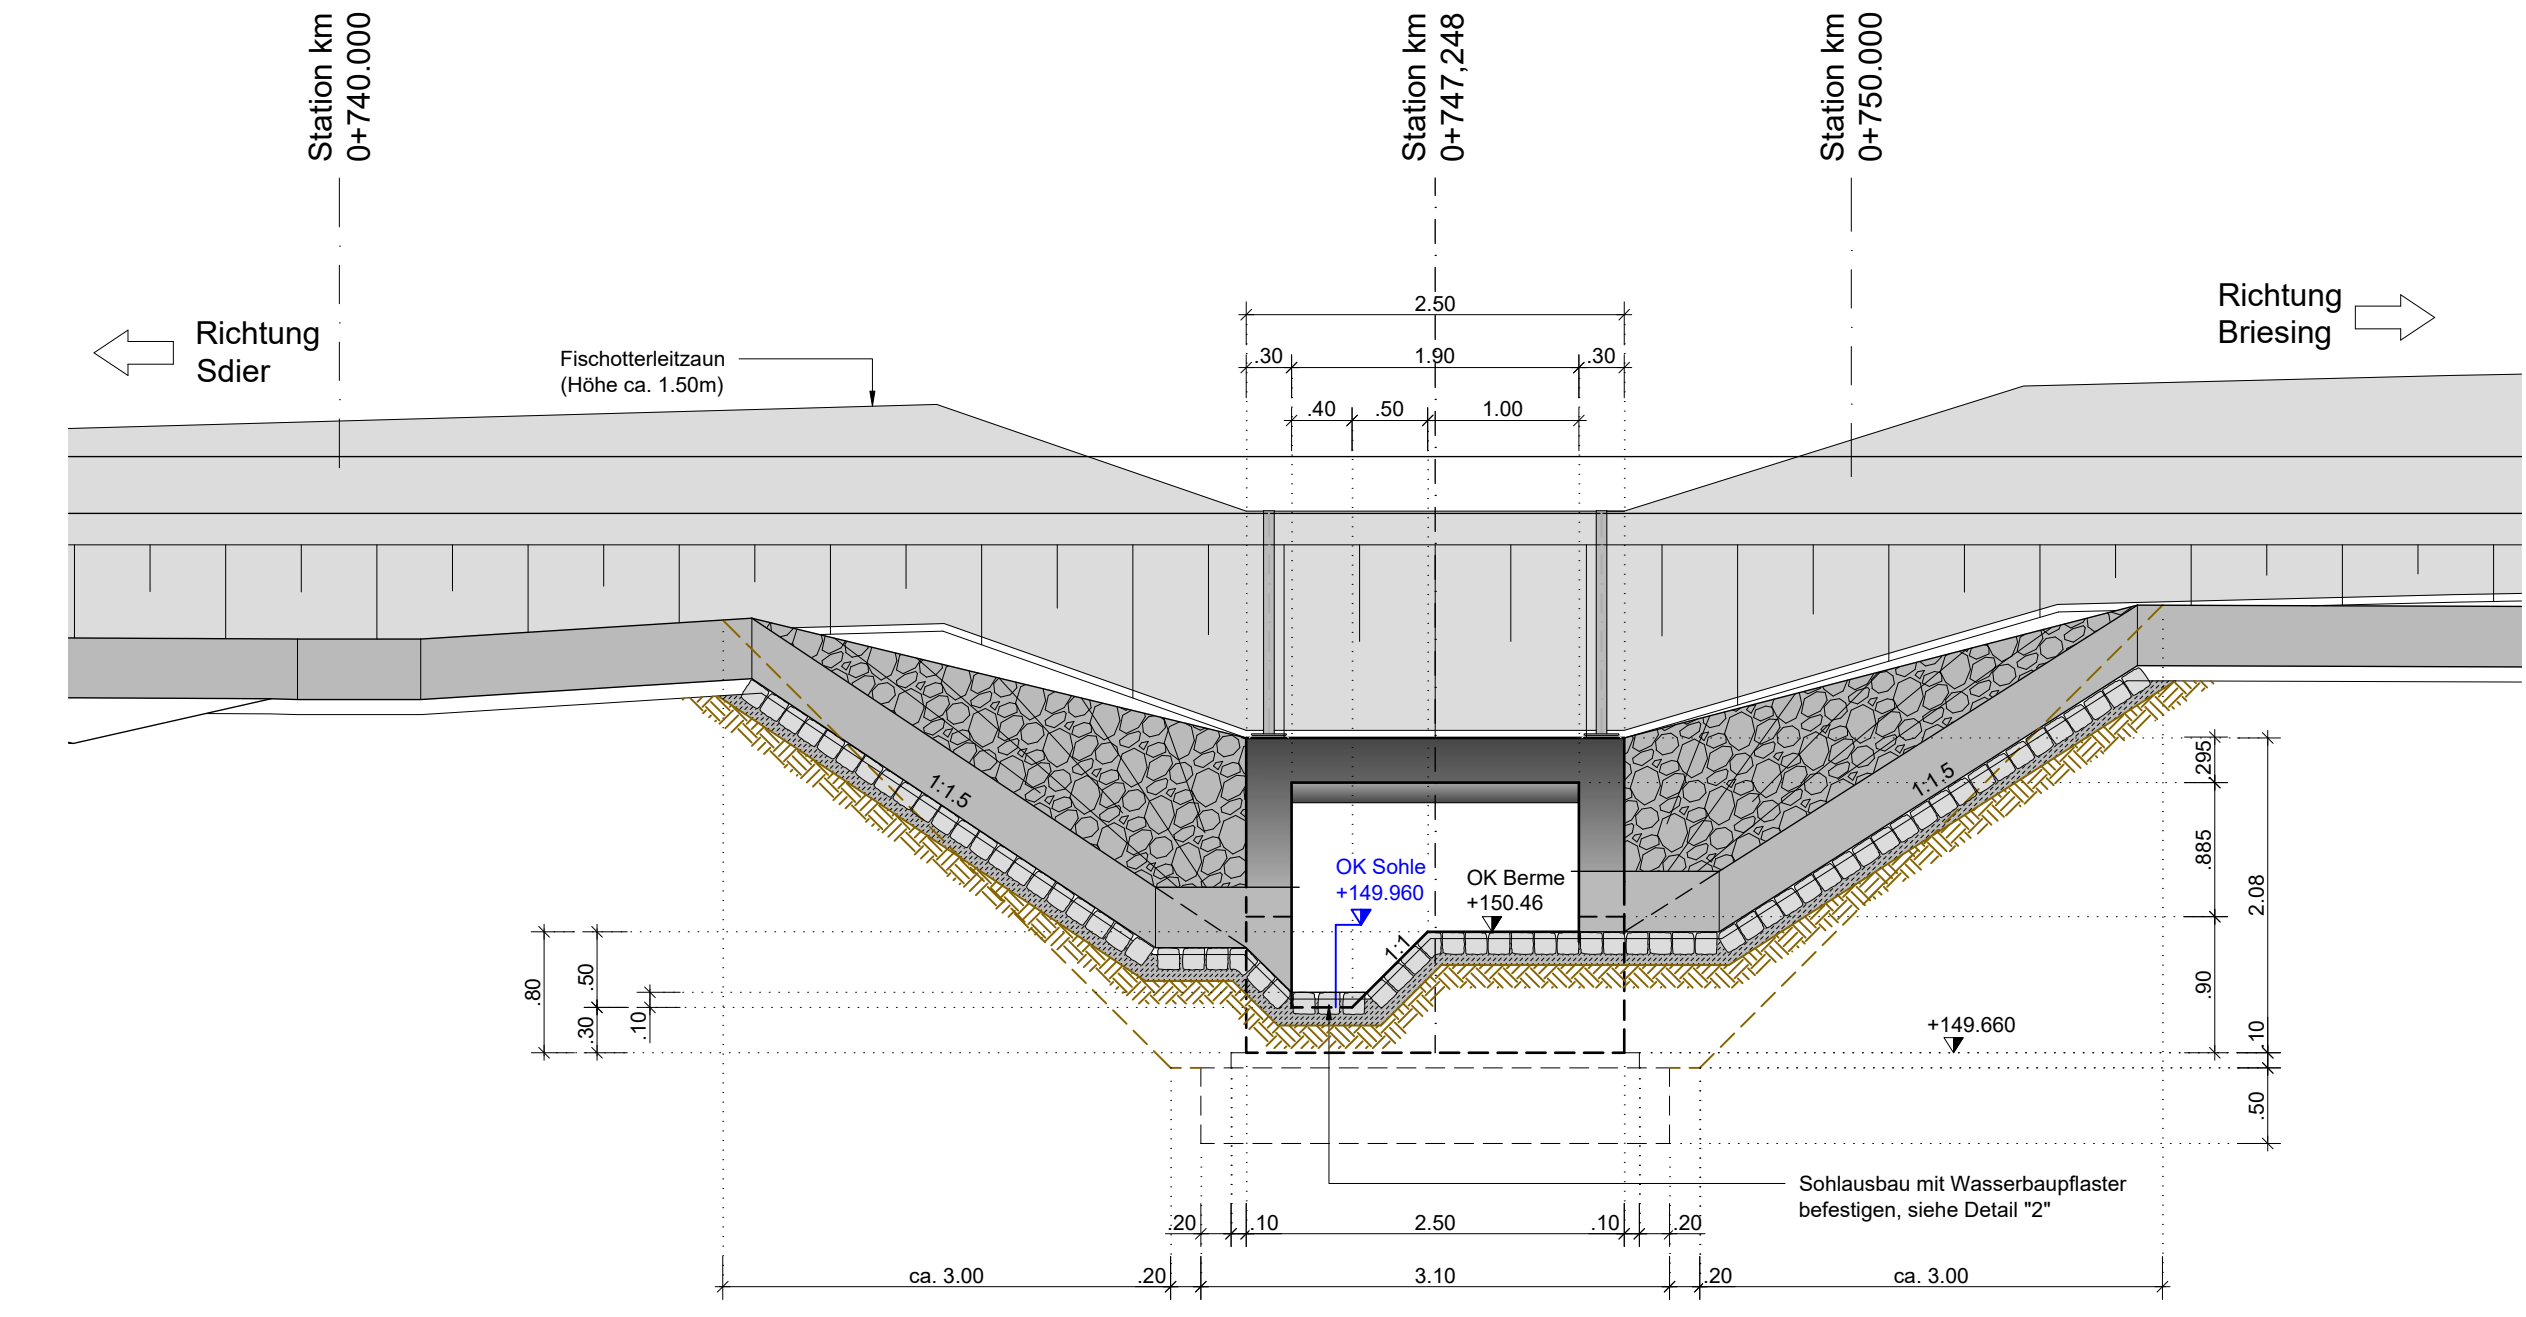 Station km
0+740.000
Station km
0+747,248
Station km
0+750.000
Richtung
Sdier
Richtung
Briesing
Fischotterleitzaun
(Höhe ca. 1.50m)
2.50
.30
1.90
.30
.40
.50
1.00
1:1.5
1:1.5
OK Sohle
+149.960
OK Berme
+150.46
1:1
.295
.885
2.08
.90
.10
.50
.80
.50
.30
.10
+149.660
Sohlausbau mit Wasserbaupflaster
befestigen, siehe Detail "2"
.20
.10
2.50
.10
.20
ca. 3.00
.20
3.10
.20
ca. 3.00